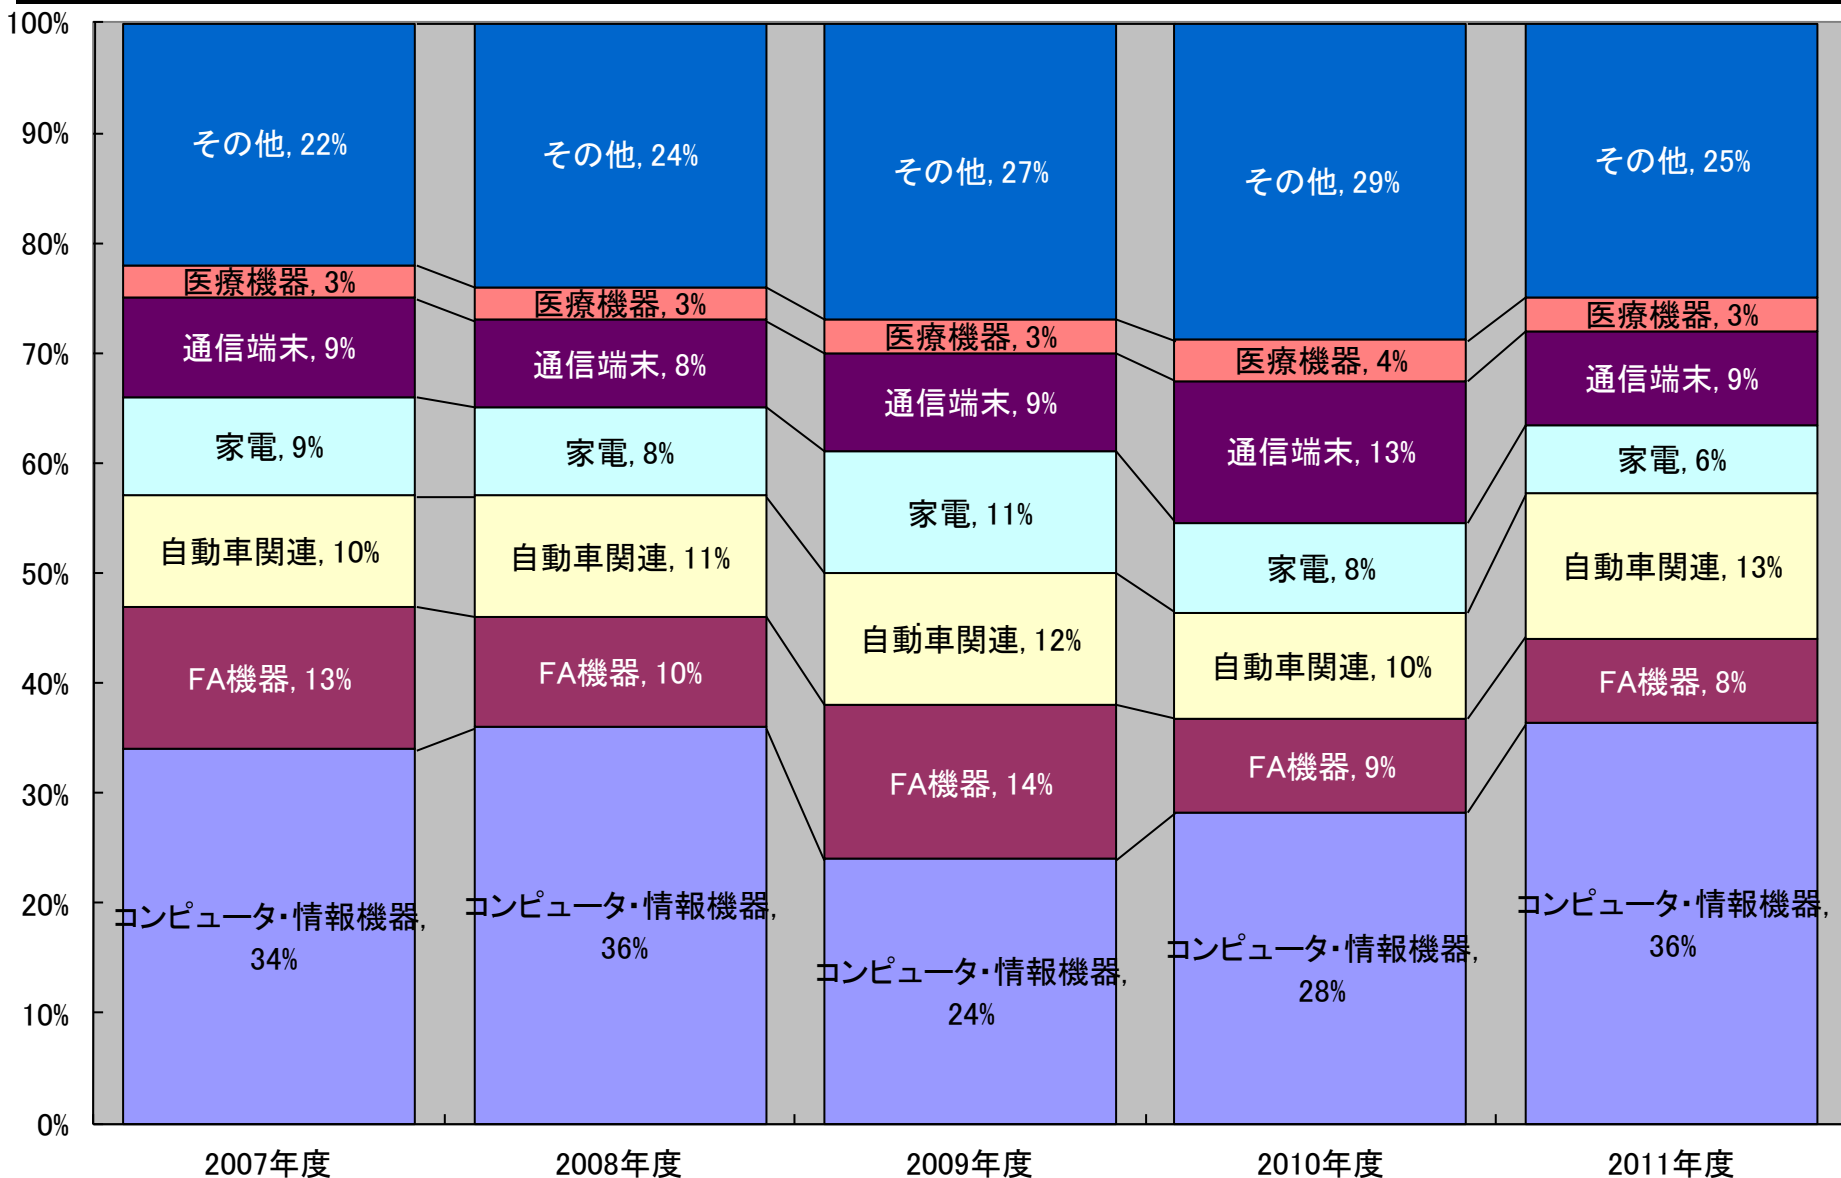 100%
90%
80%
70%
60%
50%
40%
30%
20%
10%
0%
その他, 22%
医療機器, 3%
通信端末, 9%
家電, 9%
自動車関連, 10%
FA機器, 13%
コンピュータ・情報機器,
34%
その他, 24%
医療機器, 3%
通信端末, 8%
家電, 8%
自動車関連, 11%
FA機器, 10%
コンピュータ・情報機器,
36%
その他, 27%
医療機器, 3%
通信端末, 9%
家電, 11%
自動車関連, 12%
FA機器, 14%
コンピュータ・情報機器,
24%
その他, 29%
医療機器, 4%
通信端末, 13%
家電, 8%
自動車関連, 10%
FA機器, 9%
コンピュータ・情報機器,
28%
その他, 25%
医療機器, 3%
通信端末, 9%
家電, 6%
自動車関連, 13%
FA機器, 8%
コンピュータ・情報機器,
36%
2007年度
2008年度
2009年度
2010年度
2011年度